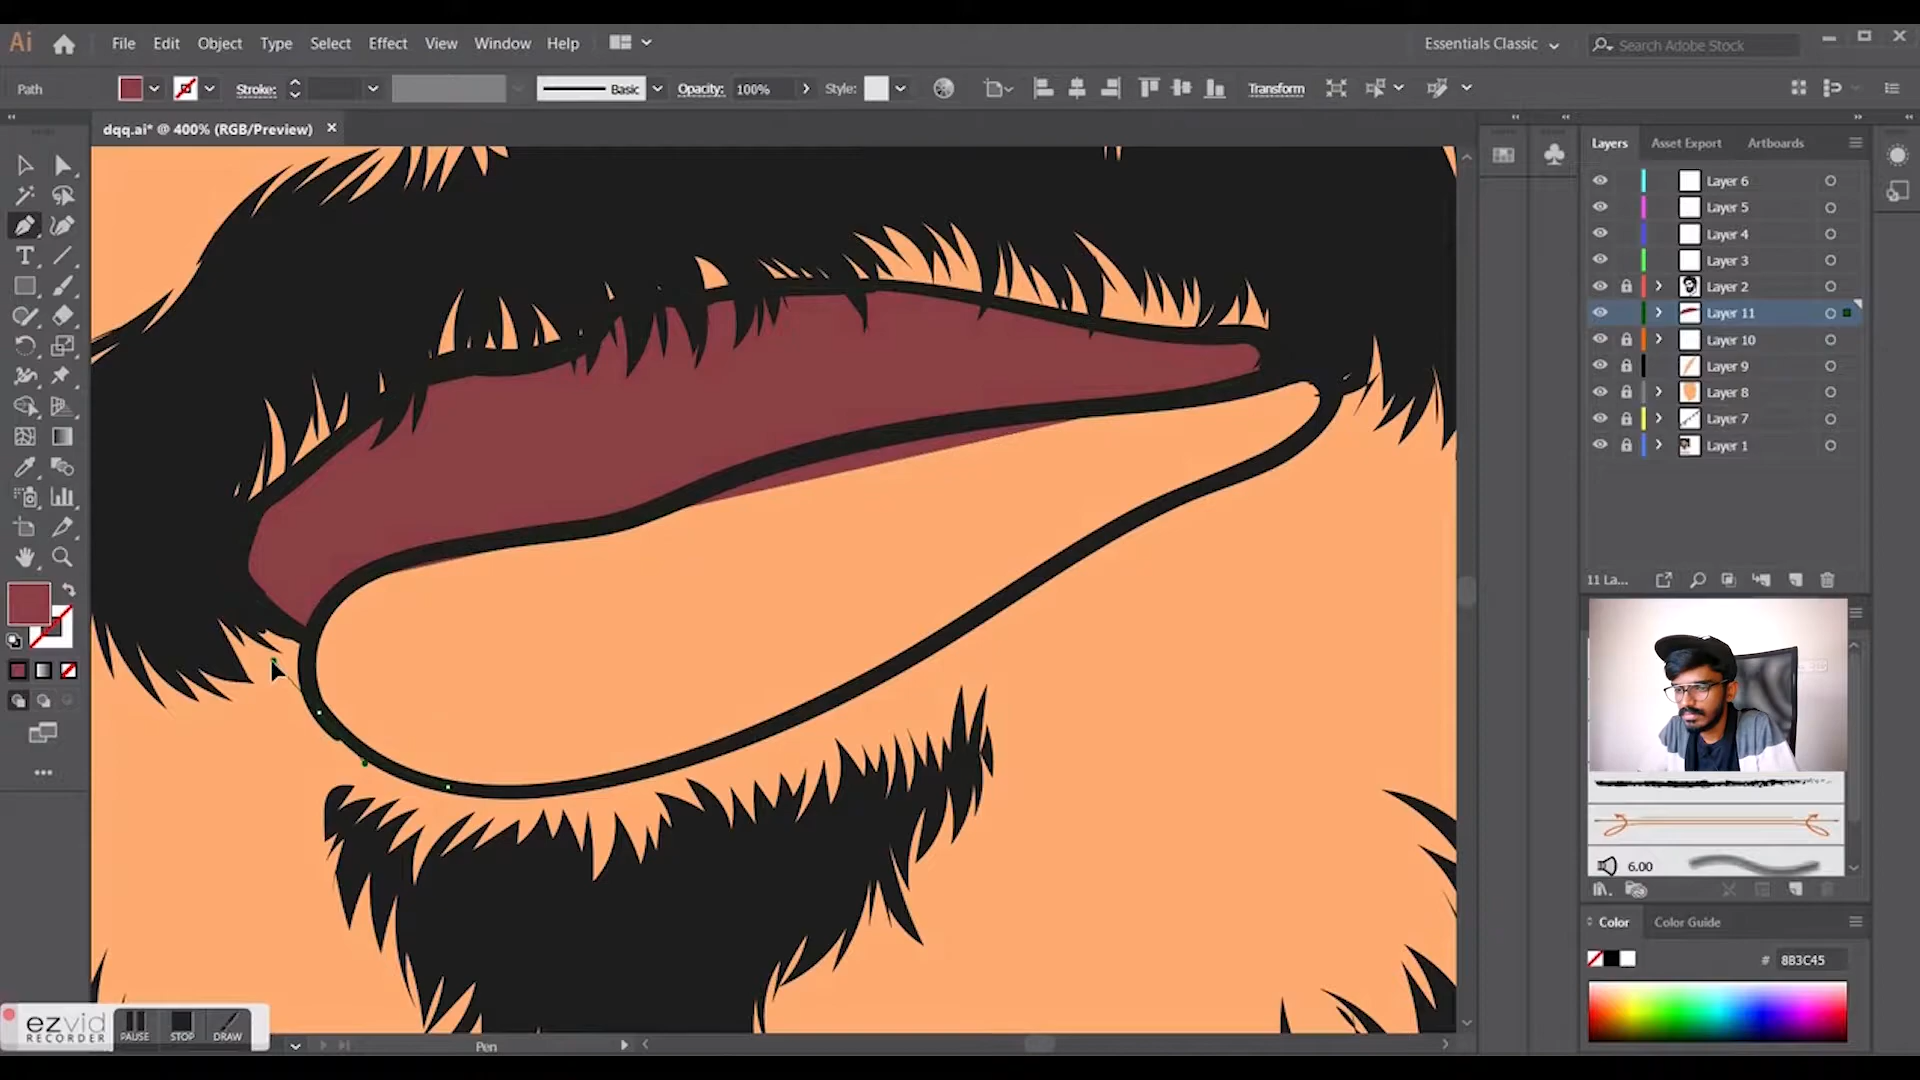 Ai File Edit Object Type Select Effect View Window Help Essentials Classic Search Adobe Stock
Path Stroke: Basic Opacity: 100% Style: Transform
dqq.ai* @ 400% (RGB/Preview)
Layers Asset Export Artboards
Layer 6
Layer 5
Layer 4
Layer 3
Layer 2
Layer 11
Layer 10
Layer 9
Layer 8
Layer 7
Layer 1
11 La...
6.00
Color Color Guide
# 8B3C45
ezvid
RECORDER
PAUSE STOP DRAW
Pen